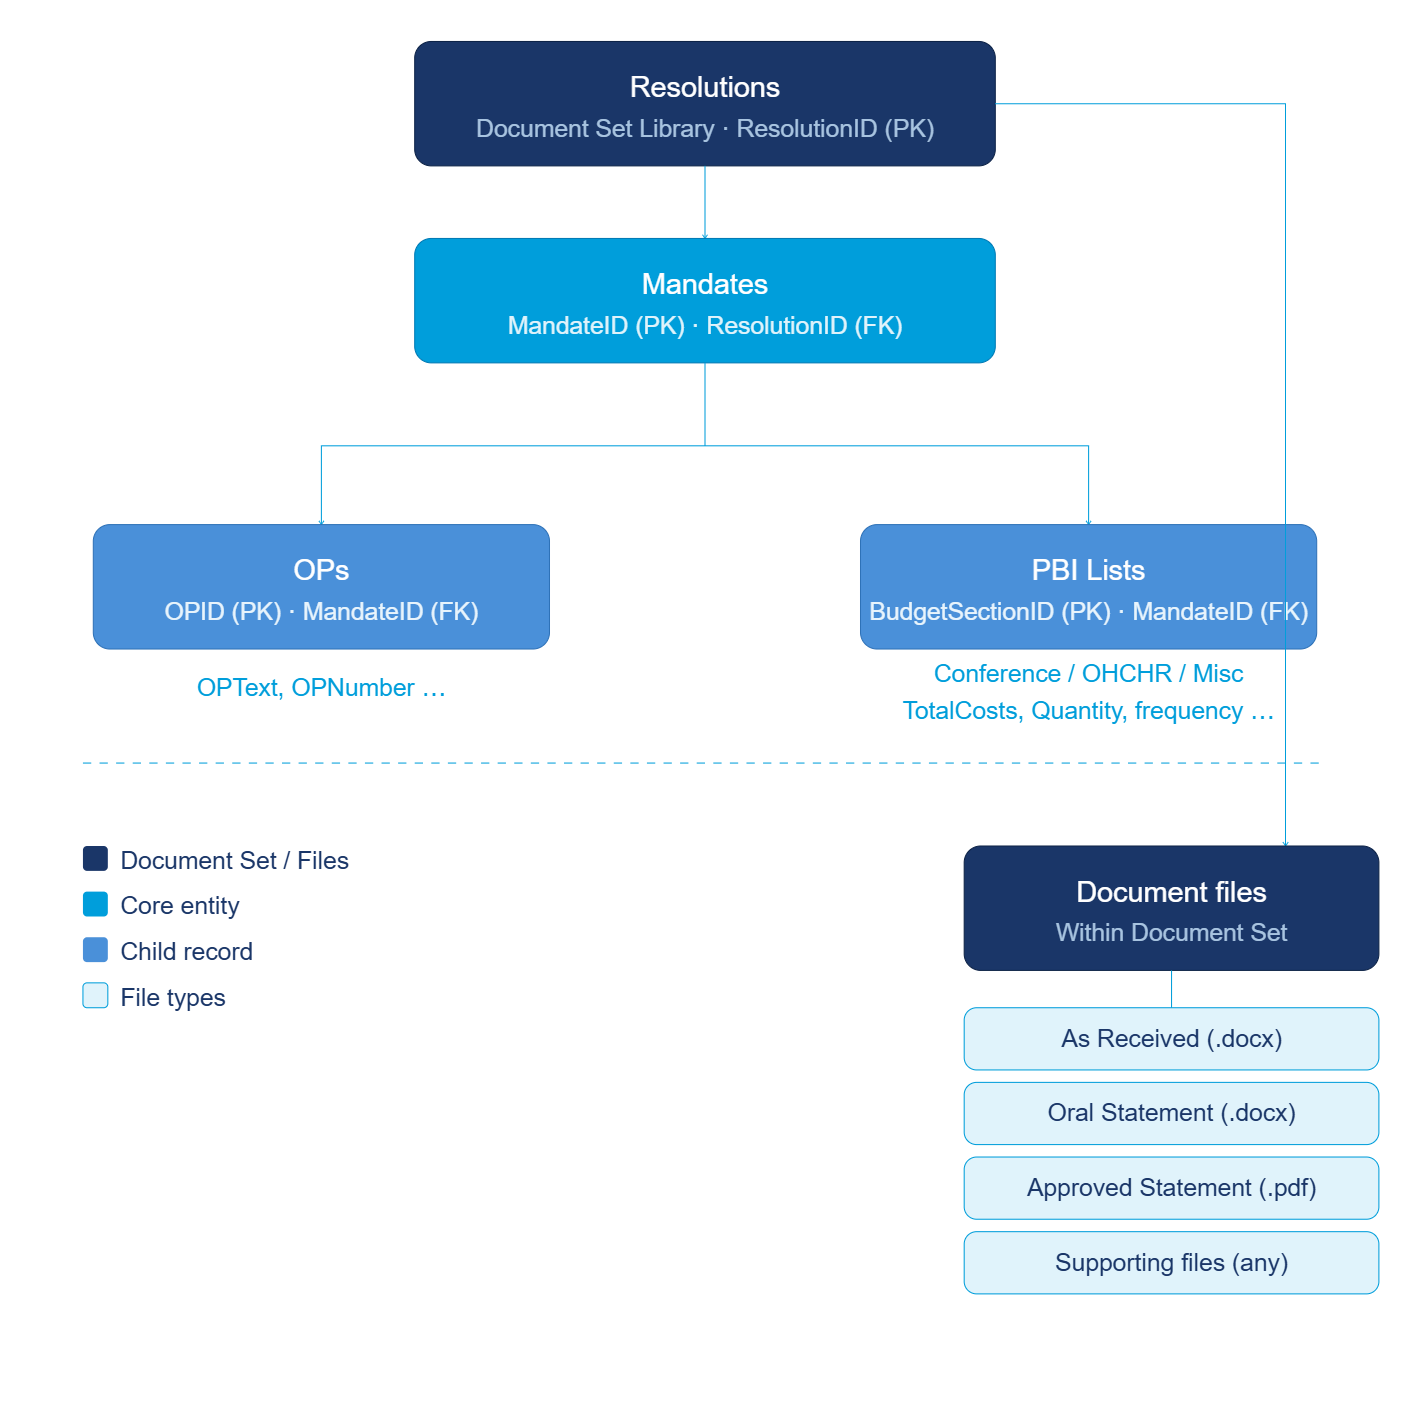 Resolutions
Document Set Library · ResolutionID (PK)
Mandates
MandateID (PK) · ResolutionID (FK)
OPs
OPID (PK) · MandateID (FK)
OPText, OPNumber …
PBI Lists
BudgetSectionID (PK) · MandateID (FK)
Conference / OHCHR / Misc
TotalCosts, Quantity, frequency …
Document Set / Files
Core entity
Child record
File types
Document files
Within Document Set
As Received (.docx)
Oral Statement (.docx)
Approved Statement (.pdf)
Supporting files (any)